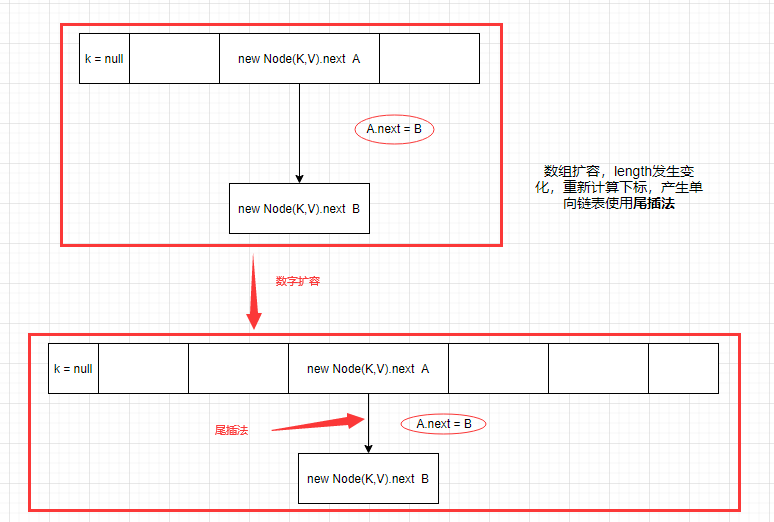 k = null
new Node(K,V).next  A
A.next = B
new Node(K,V).next  B
数组扩容，length发生变
化，重新计算下标，产生单
向链表使用尾插法
数字扩容
k = null
new Node(K,V).next  A
尾插法
A.next = B
new Node(K,V).next  B